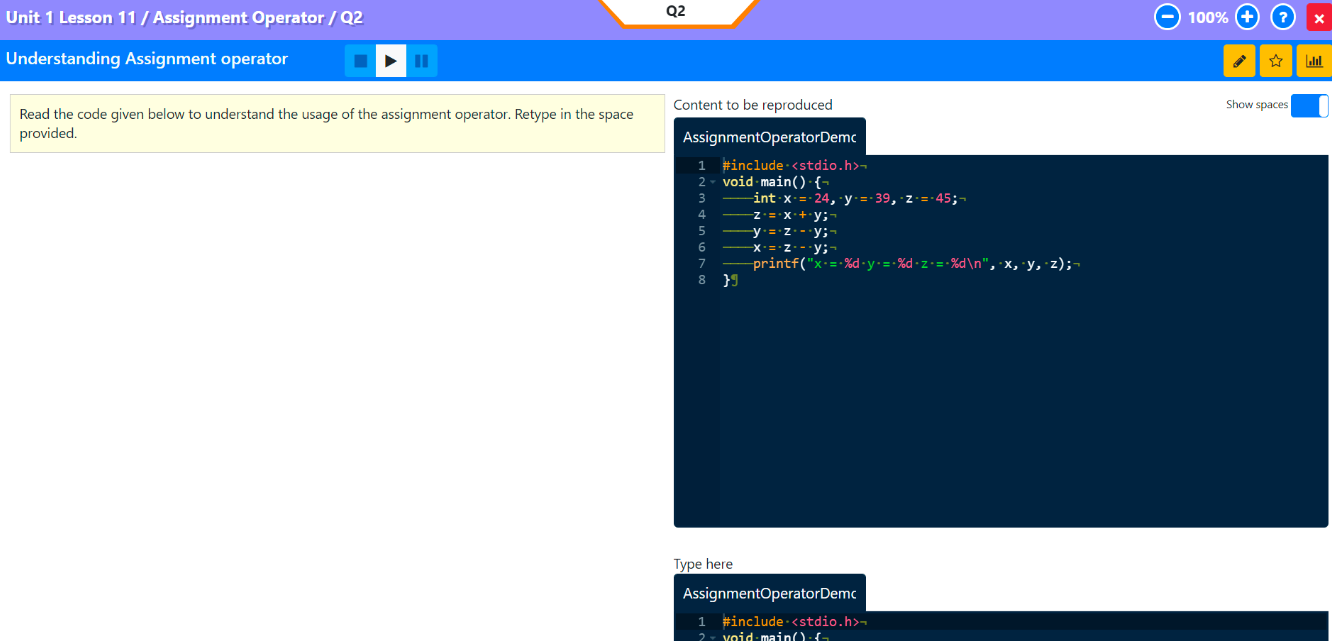 Unit 1 Lesson 11 / Assignment Operator / Q2
Q2
100%
?
×
Understanding Assignment operator
Read the code given below to understand the usage of the assignment operator. Retype in the space
provided.
Content to be reproduced
Show spaces
AssignmentOperatorDemc
1 #include·<stdio.h>¬
2 void·main()·{¬
3 ————int·x·=·24,·y·=·39,·z·=·45;¬
4 ————z·=·x·+·y;¬
5 ————y·=·z·-·y;¬
6 ————x·=·z·-·y;¬
7 ————printf("x·=·%d·y·=·%d·z·=·%d\n",·x,·y,·z);¬
8 }¶
Type here
AssignmentOperatorDemc
1 #include·<stdio.h>¬
2 void·main()·{¬